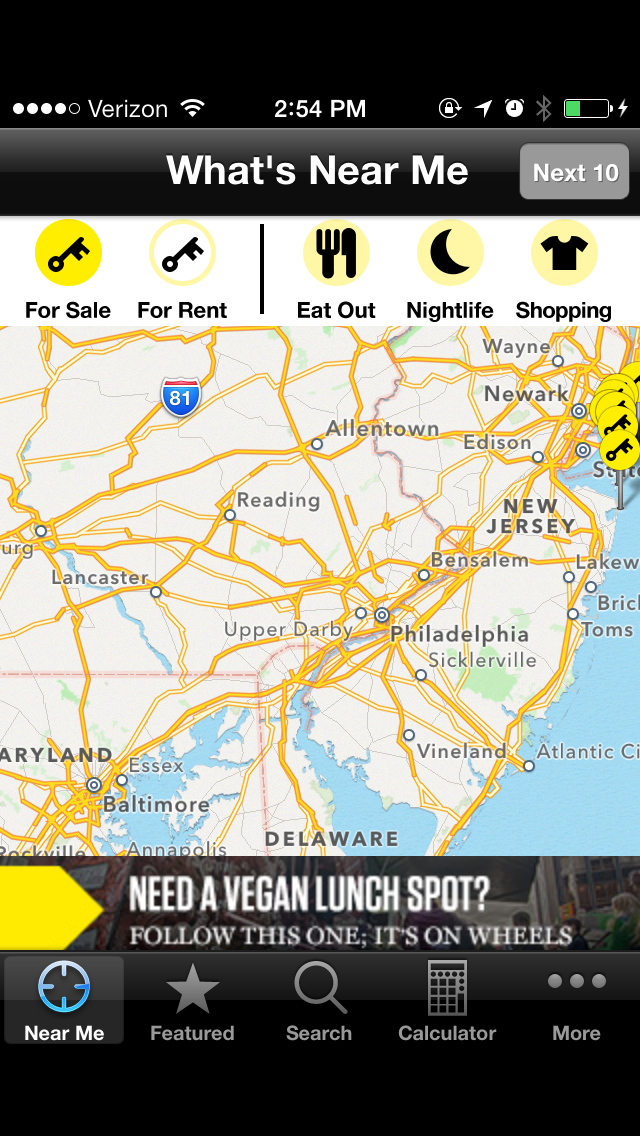 Verizon 2:54 PM
What's Near Me
Next 10
For Sale For Rent Eat Out Nightlife Shopping
Wayne
81
Newark
Allentown
Edison
Reading
NEW
JERSEY
Bensalem
Lakew
Lancaster
Bric
Upper Darby
Philadelphia
Toms
Sicklerville
Vineland
Atlantic Ci
ARYLAND
Essex
Baltimore
DELAWARE
Rockville
Annapolis
NEED A VEGAN LUNCH SPOT?
FOLLOW THIS ONE; IT'S ON WHEELS
Near Me Featured Search Calculator More